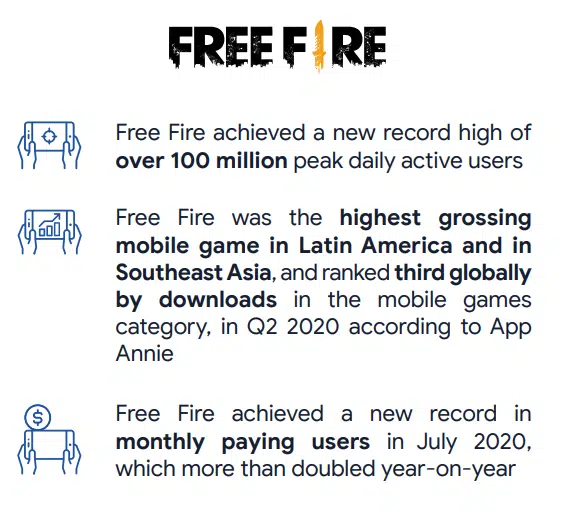 FREE FIRE
Free Fire achieved a new record high of
over 100 million peak daily active users
Free Fire was the highest grossing
mobile game in Latin America and in
Southeast Asia, and ranked third globally
by downloads in the mobile games
category, in Q2 2020 according to App
Annie
$
Free Fire achieved a new record in
monthly paying users in July 2020,
which more than doubled year-on-year